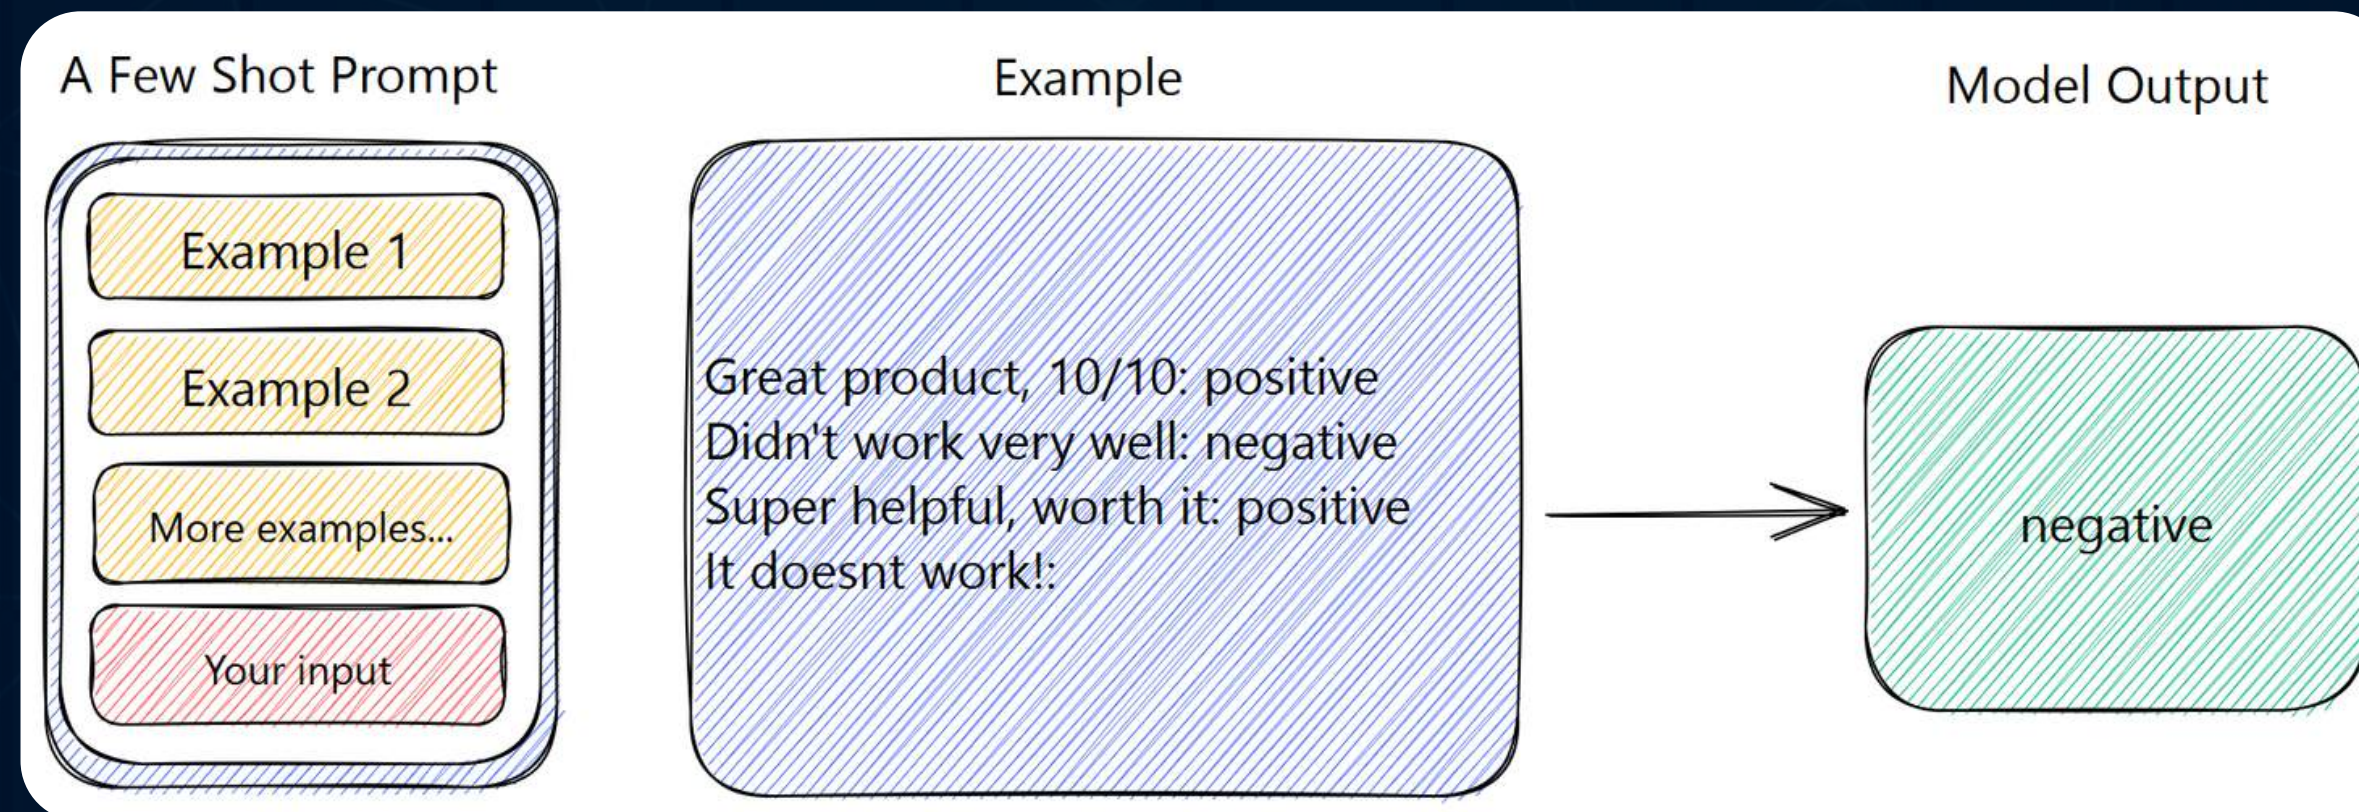 A Few Shot Prompt
Example 1
Example 2
More examples...
Your input
Example
Great product, 10/10: positive
Didn't work very well: negative
Super helpful, worth it: positive
It doesnt work!:
Model Output
negative